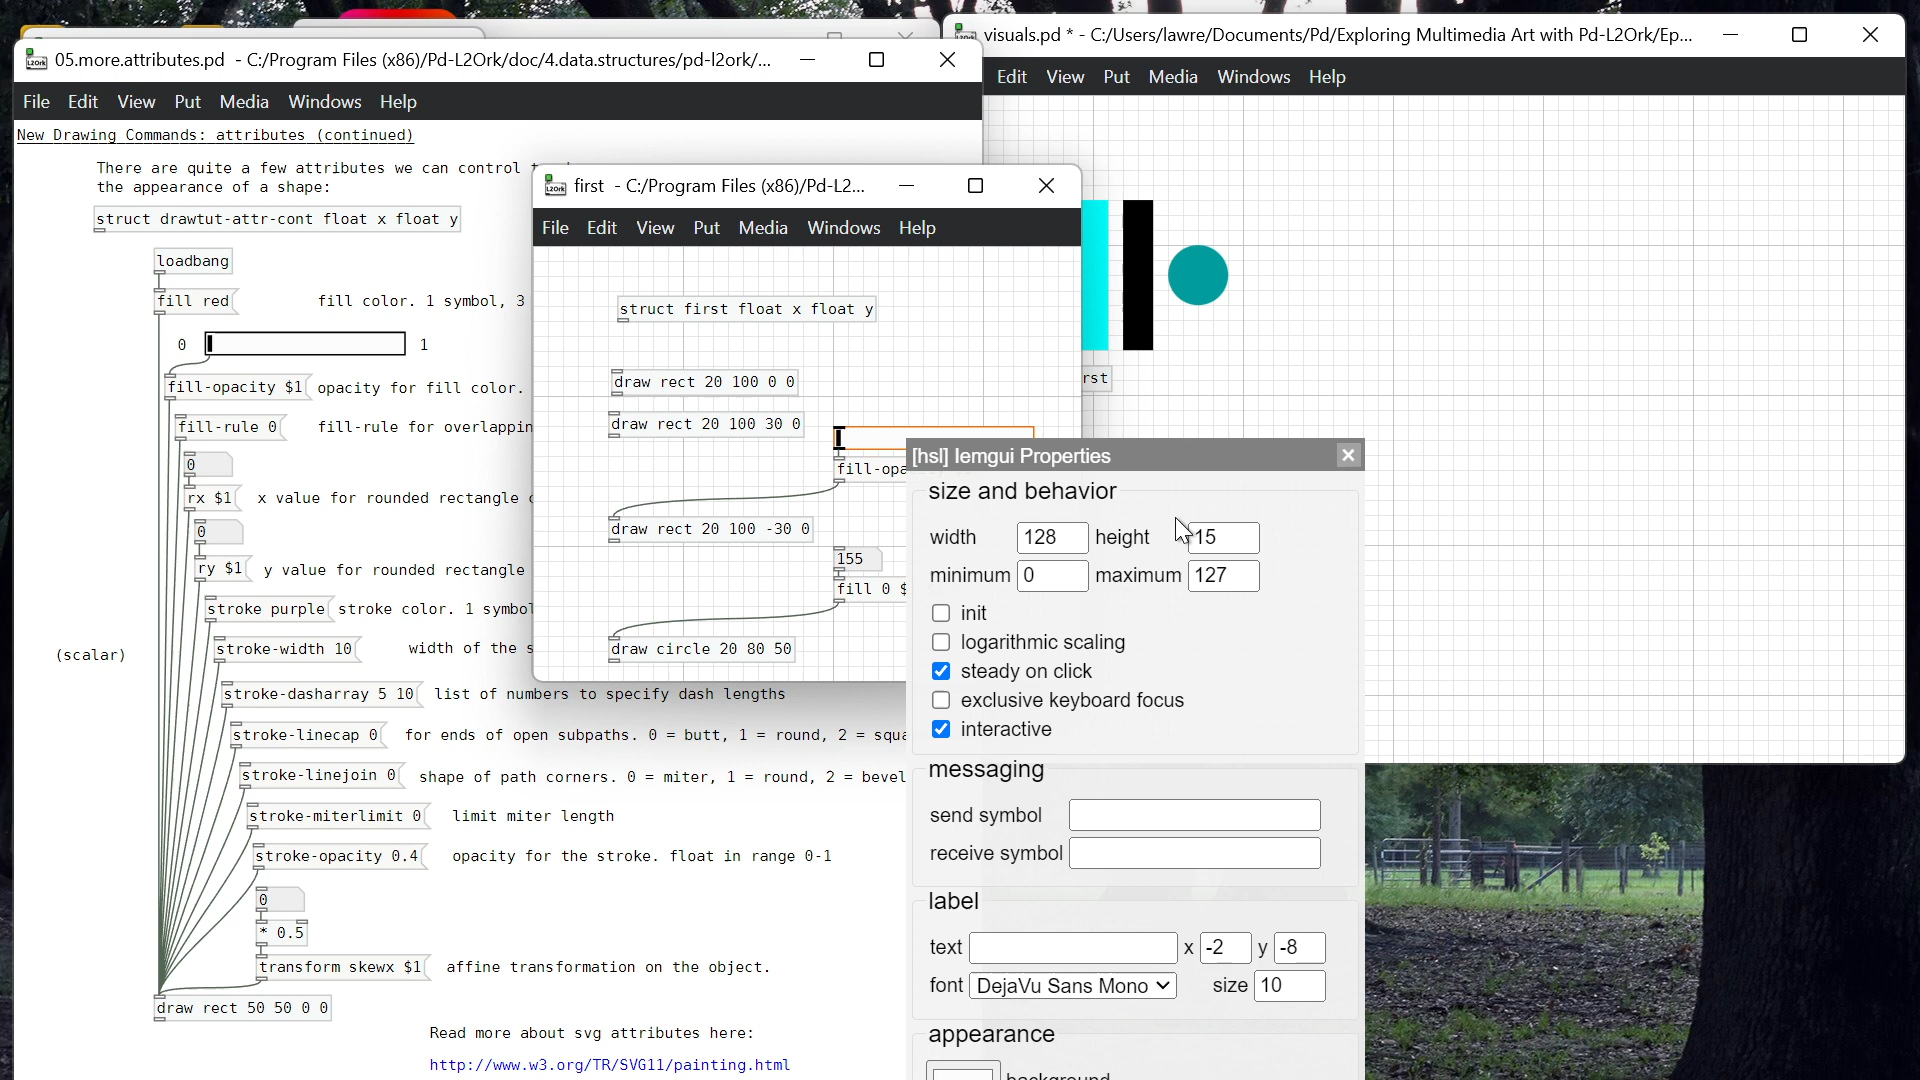 visuals.pd * - C:/Users/lawre/Documents/Pd/Exploring Multimedia Art with Pd-L2Ork/Ep...
Edit View Put Media Windows Help
rst
05.more.attributes.pd - C:/Program Files (x86)/Pd-L2Ork/doc/4.data.structures/pd-l2ork/...
File Edit View Put Media Windows Help
New Drawing Commands: attributes (continued)
There are quite a few attributes we can control
the appearance of a shape:
struct drawtut-attr-cont float x float y
loadbang
fill red
fill color. 1 symbol, 3
0
1
fill-opacity $1
opacity for fill color.
fill-rule 0
fill-rule for overlappin
0
rx $1
x value for rounded rectangle
0
ry $1
y value for rounded rectangle
stroke purple
stroke color. 1 symbol
stroke-width 10
width of the s
(scalar)
stroke-dasharray 5 10
list of numbers to specify dash lengths
stroke-linecap 0
for ends of open subpaths. 0 = butt, 1 = round, 2 = squa
stroke-linejoin 0
shape of path corners. 0 = miter, 1 = round, 2 = bevel
stroke-miterlimit 0
limit miter length
stroke-opacity 0.4
opacity for the stroke. float in range 0-1
0
* 0.5
transform skewx $1
affine transformation on the object.
draw rect 50 50 0 0
Read more about svg attributes here:
http://www.w3.org/TR/SVG11/painting.html
first - C:/Program Files (x86)/Pd-L2...
File Edit View Put Media Windows Help
struct first float x float y
draw rect 20 100 0 0
draw rect 20 100 30 0
fill-opa
draw rect 20 100 -30 0
155
fill 0 $
draw circle 20 80 50
[hsl] Iemgui Properties
size and behavior
width 128 height 15
minimum 0 maximum 127
init
logarithmic scaling
steady on click
exclusive keyboard focus
interactive
messaging
send symbol
receive symbol
label
text x -2 y -8
font DejaVu Sans Mono size 10
appearance
background